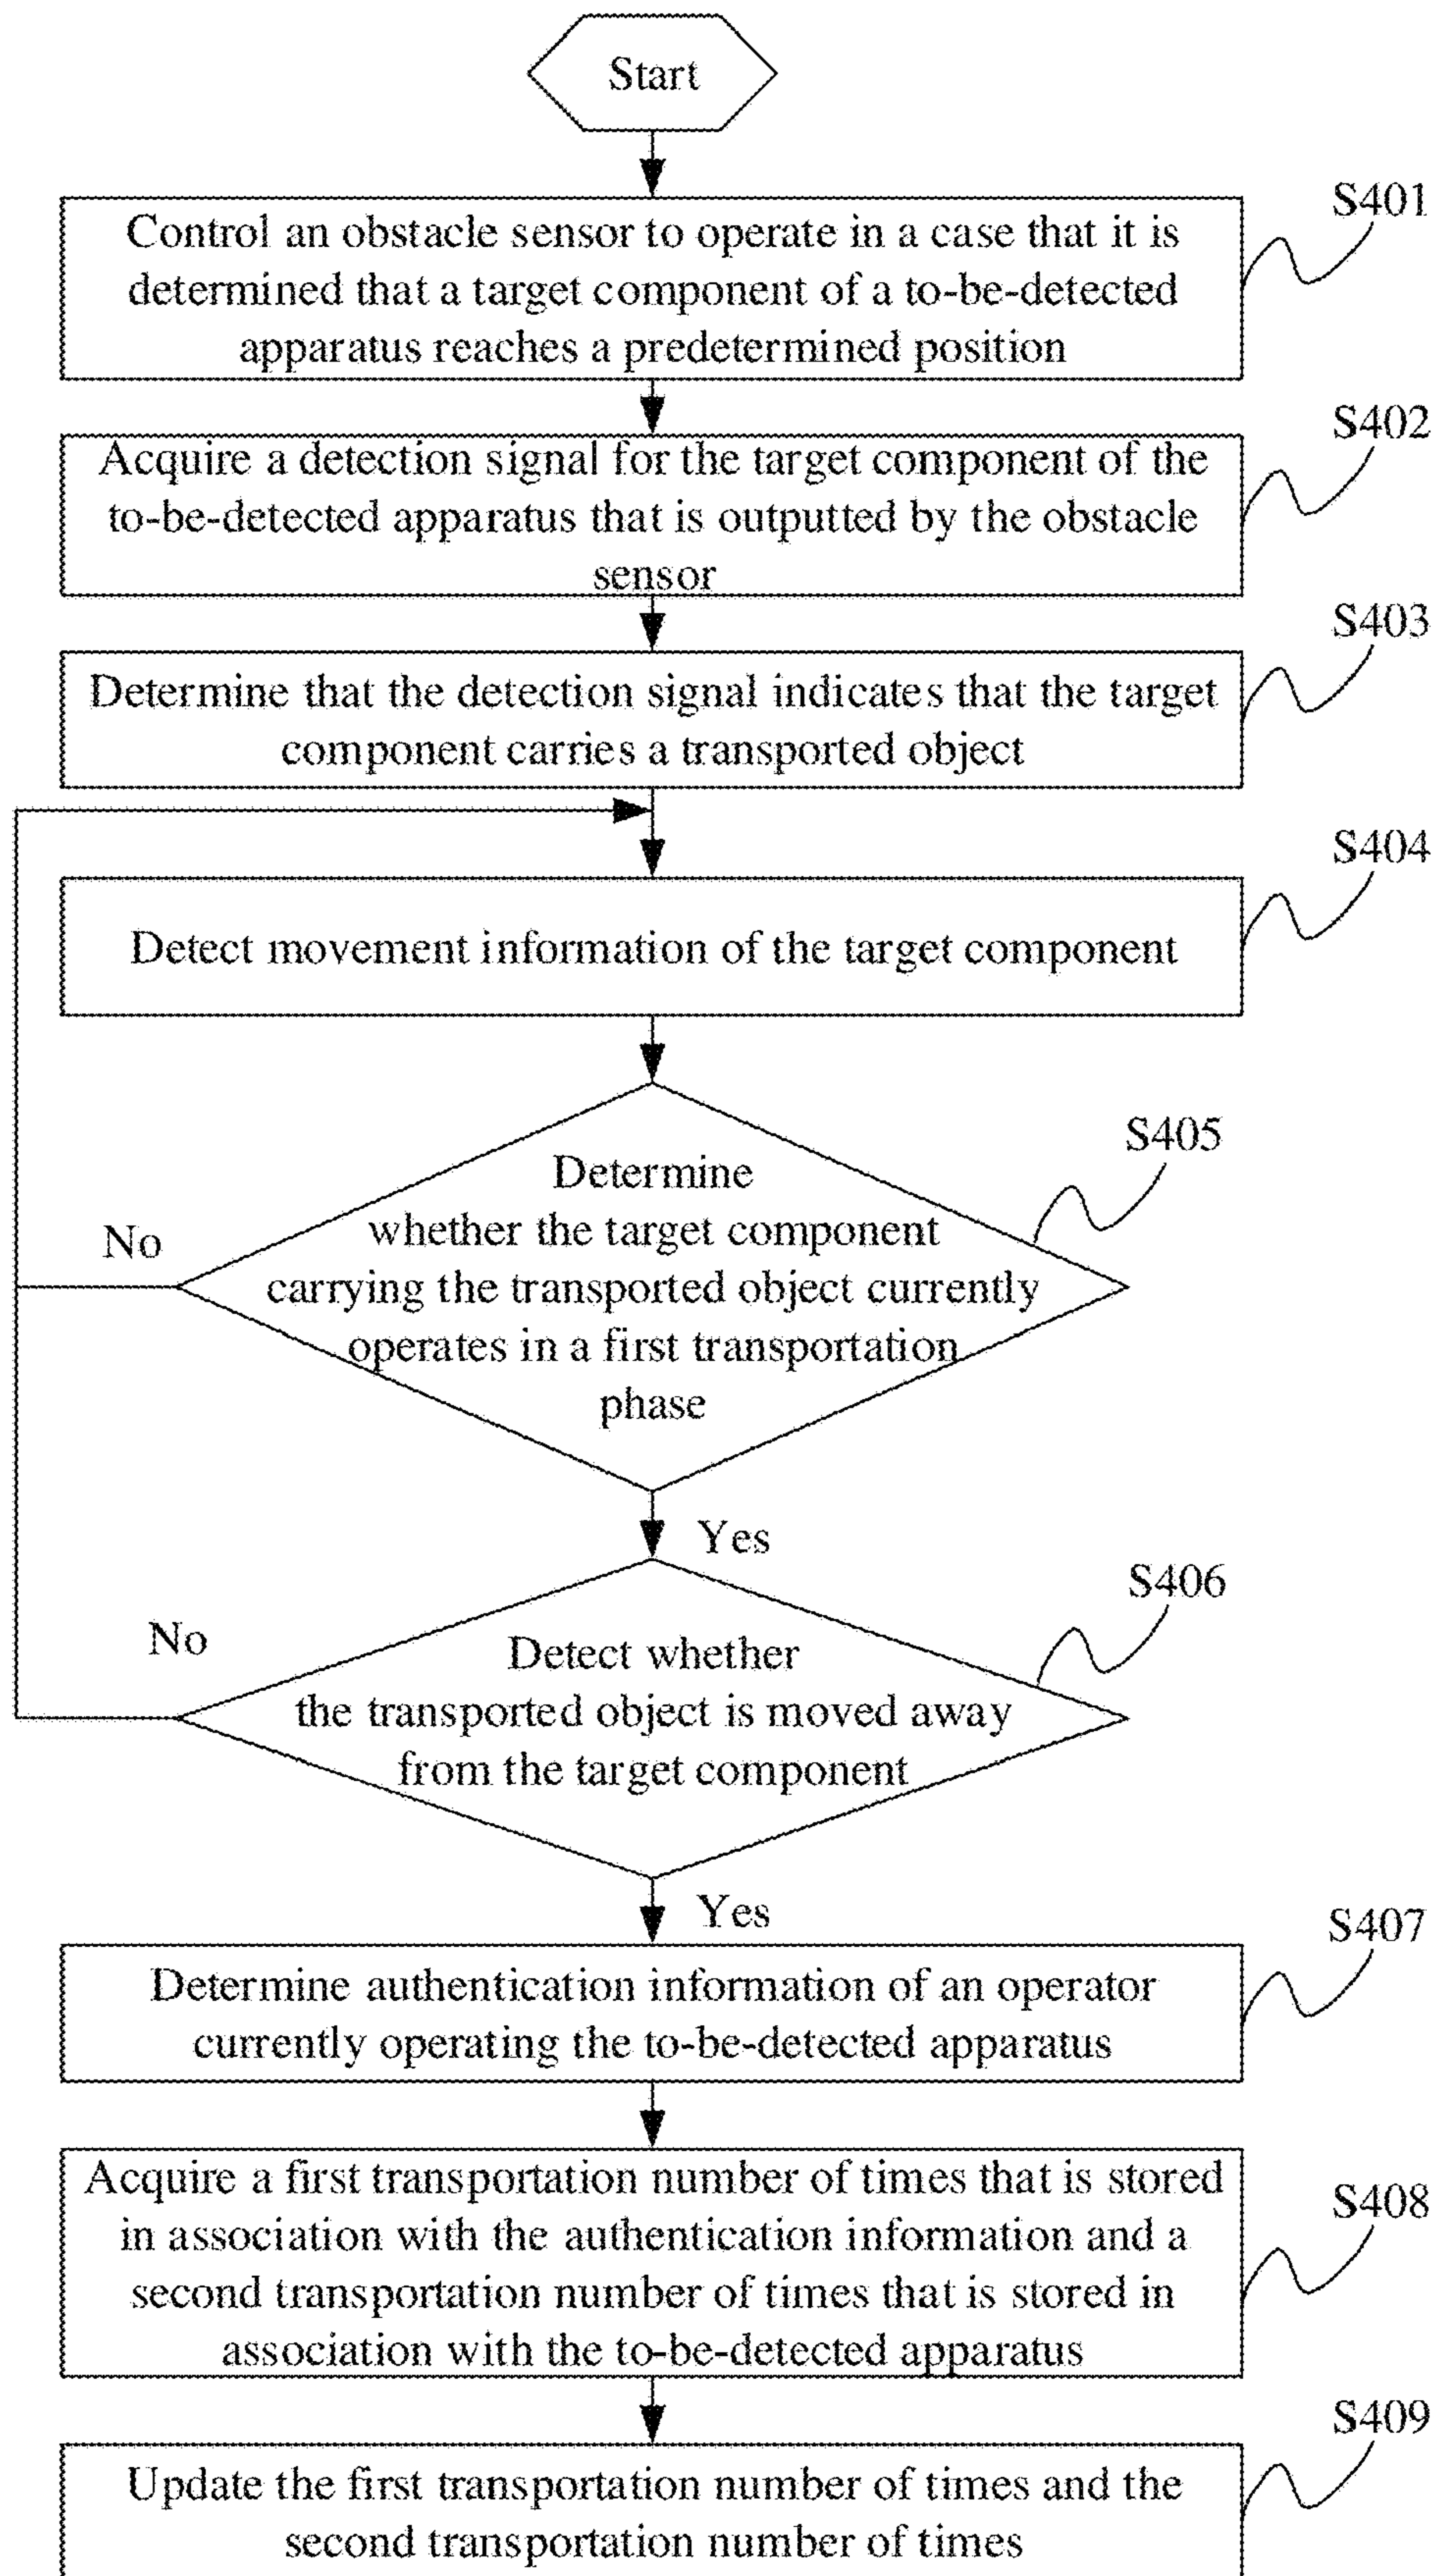 Start
S401
Control an obstacle sensor to operate in a case that it is
determined that a target component of a to-be-detected
apparatus reaches a predetermined position
S402
Acquire a detection signal for the target component of the
to-be-detected apparatus that is outputted by the obstacle
sensor
S403
Determine that the detection signal indicates that the target
component carries a transported object
S404
Detect movement information of the target component
S405
Determine
whether the target component
carrying the transported object currently
operates in a first transportation
phase
No
Yes
S406
Detect whether
the transported object is moved away
from the target component
No
Yes
S407
Determine authentication information of an operator
currently operating the to-be-detected apparatus
S408
Acquire a first transportation number of times that is stored
in association with the authentication information and a
second transportation number of times that is stored in
association with the to-be-detected apparatus
S409
Update the first transportation number of times and the
second transportation number of times